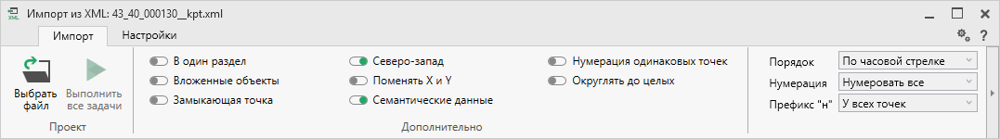 XML
Импорт из XML: 43_40_000130__kpt.xml
Импорт
Настройки
?
Выбрать
файл
Выполнить
все задачи
Проект
В один раздел
Вложенные объекты
Замыкающая точка
Северо-запад
Поменять X и Y
Семантические данные
Нумерация одинаковых точек
Округлять до целых
Дополнительно
Порядок
По часовой стрелке
Нумерация
Нумеровать все
Префикс "н"
У всех точек